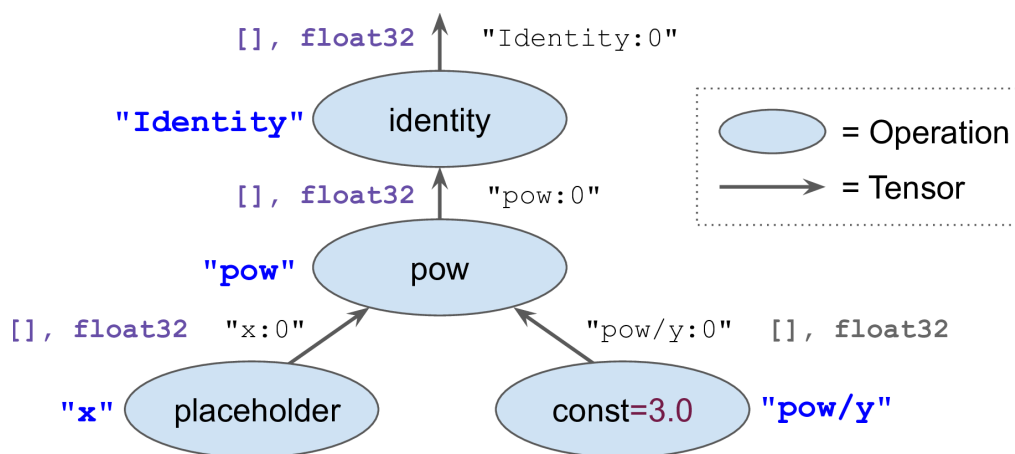 [], float32 "Identity:0"
"Identity" identity
= Operation
[], float32 "pow:0"
= Tensor
"pow" pow
[], float32 "x:0" "pow/y:0" [], float32
"x" placeholder const=3.0 "pow/y"